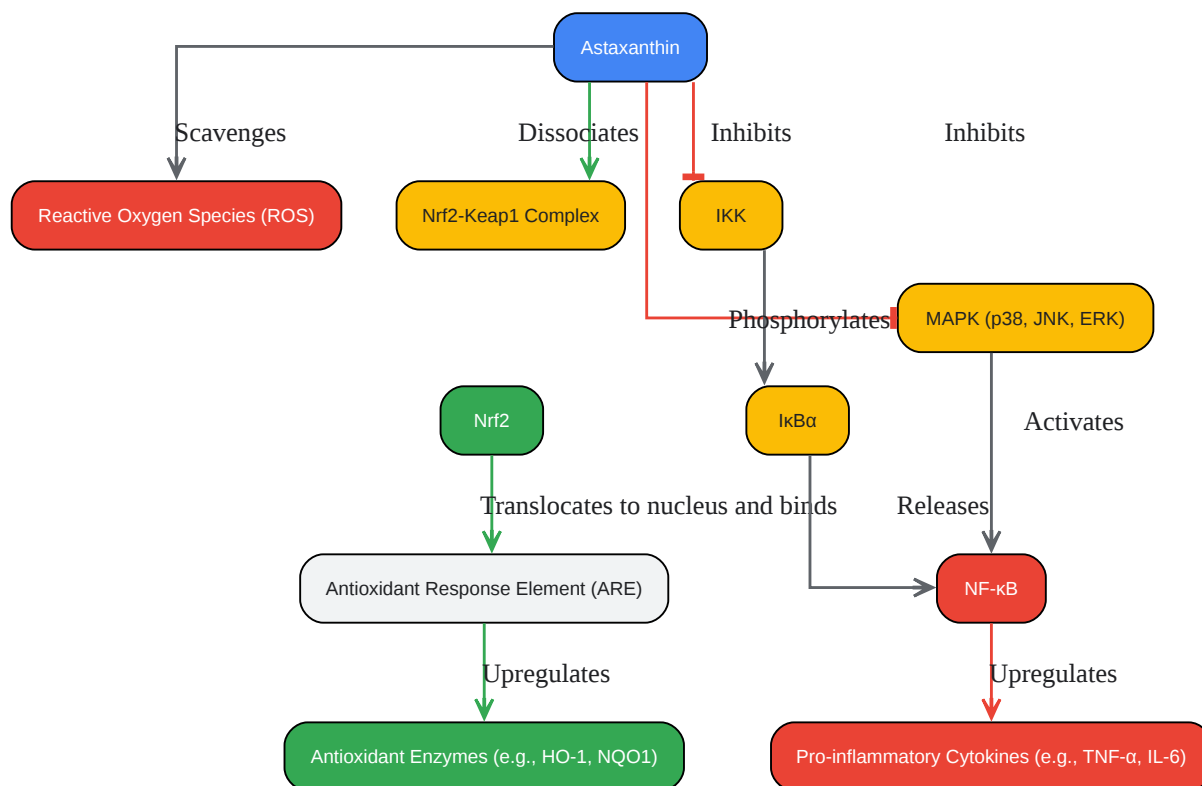 Astaxanthin
Scavenges
Dissociates
Inhibits
Inhibits
Reactive Oxygen Species (ROS)
Nrf2-Keap1 Complex
IKK
Phosphorylates
MAPK (p38, JNK, ERK)
Nrf2
IκBα
Activates
Translocates to nucleus and binds
Releases
Antioxidant Response Element (ARE)
NF-κB
Upregulates
Upregulates
Antioxidant Enzymes (e.g., HO-1, NQO1)
Pro-inflammatory Cytokines (e.g., TNF-α, IL-6)